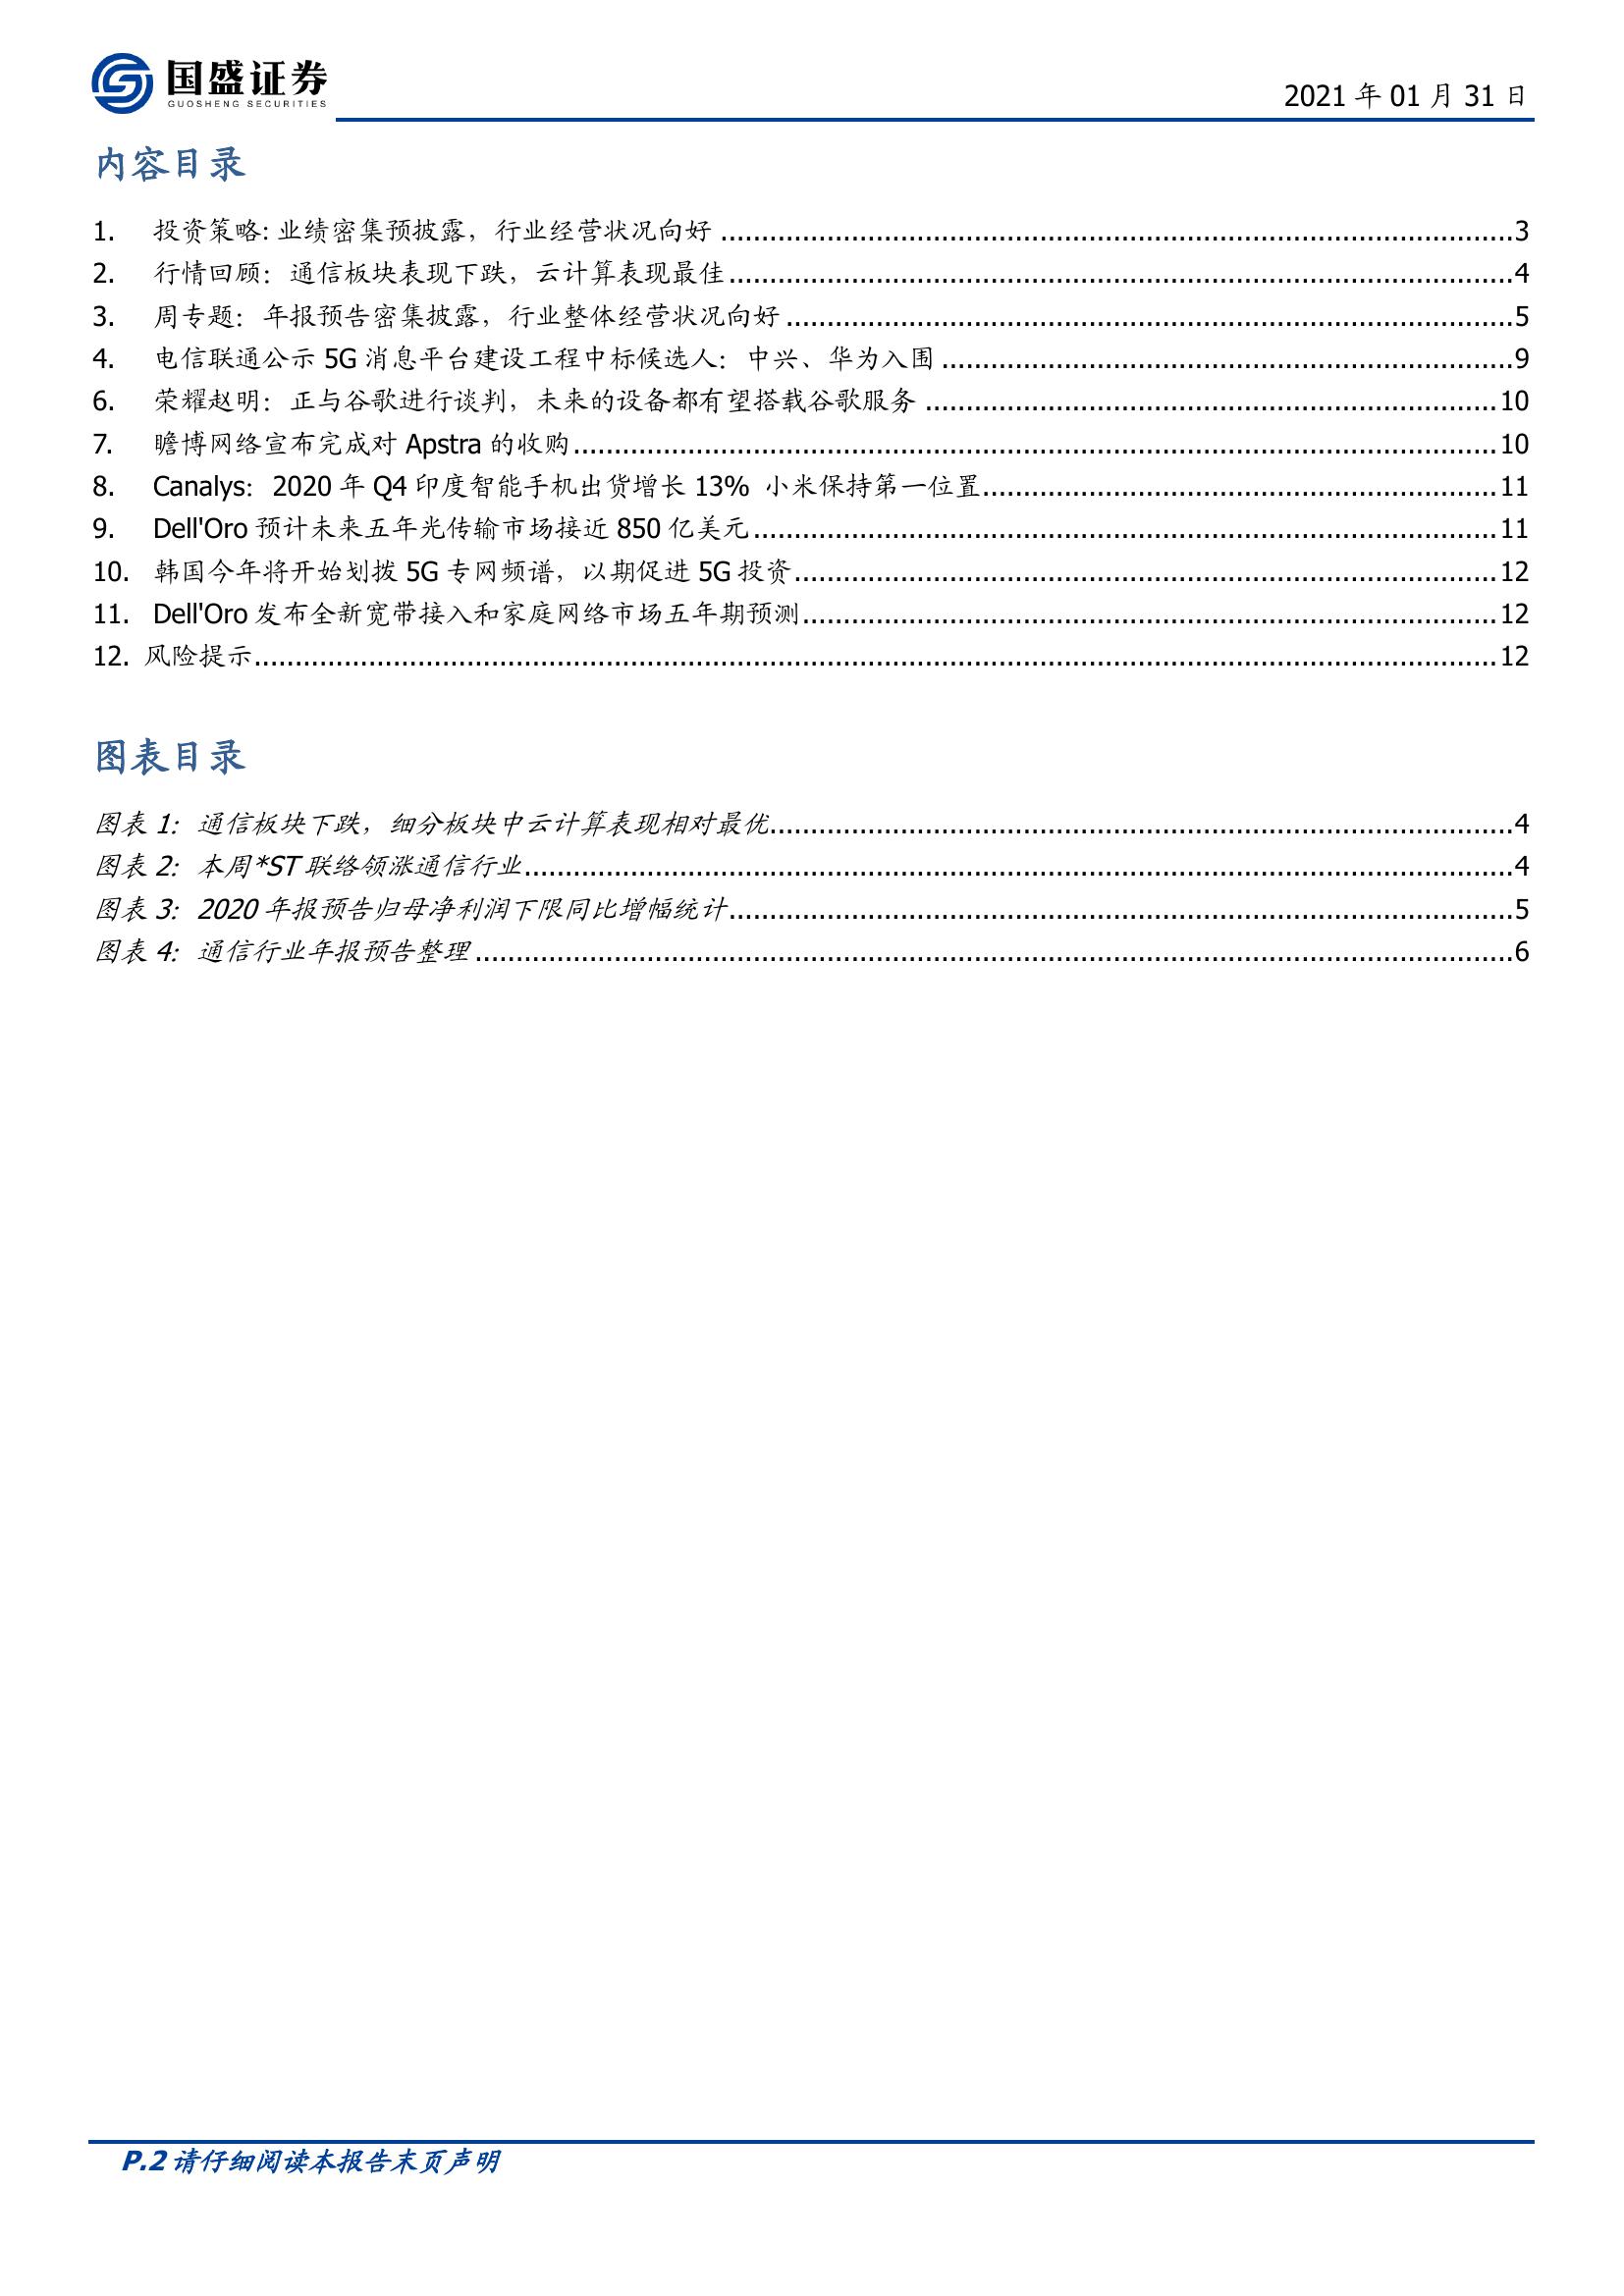 国盛证券
GUOSHENG SECURITIES
2021 年 01 月 31 日
内容目录
1. 投资策略: 业绩密集预披露，行业经营状况向好 ........ 3
2. 行情回顾：通信板块表现下跌，云计算表现最佳 ........ 4
3. 周专题：年报预告密集披露，行业整体经营状况向好 ........ 5
4. 电信联通公示 5G 消息平台建设工程中标候选人：中兴、华为入围 ........ 9
6. 荣耀赵明：正与谷歌进行谈判，未来的设备都有望搭载谷歌服务 ........ 10
7. 瞻博网络宣布完成对 Apstra 的收购 ........ 10
8. Canalys：2020 年 Q4 印度智能手机出货增长 13% 小米保持第一位置 ........ 11
9. Dell'Oro 预计未来五年光传输市场接近 850 亿美元 ........ 11
10. 韩国今年将开始划拨 5G 专网频谱，以期促进 5G 投资 ........ 12
11. Dell'Oro 发布全新宽带接入和家庭网络市场五年期预测 ........ 12
12. 风险提示 ........ 12
图表目录
图表 1：通信板块下跌，细分板块中云计算表现相对最优 ........ 4
图表 2：本周*ST 联络领涨通信行业 ........ 4
图表 3：2020 年报预告归母净利润下限同比增幅统计 ........ 5
图表 4：通信行业年报预告整理 ........ 6
P.2 请仔细阅读本报告末页声明